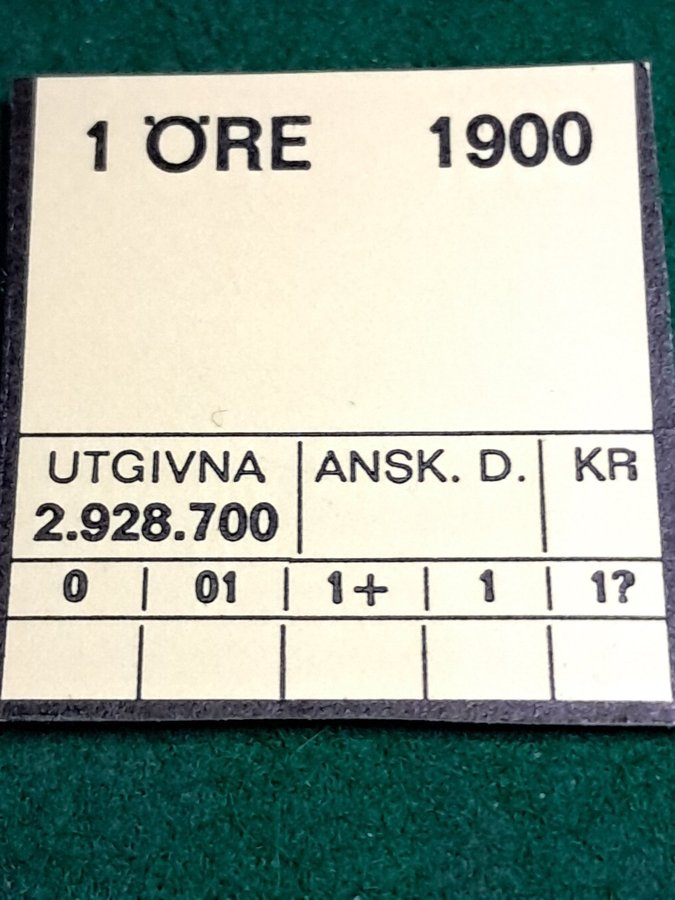 1 ÖRE 1900
UTGIVNA ANSK. D. KR
2.928.700
0 01 1+ 1 1?